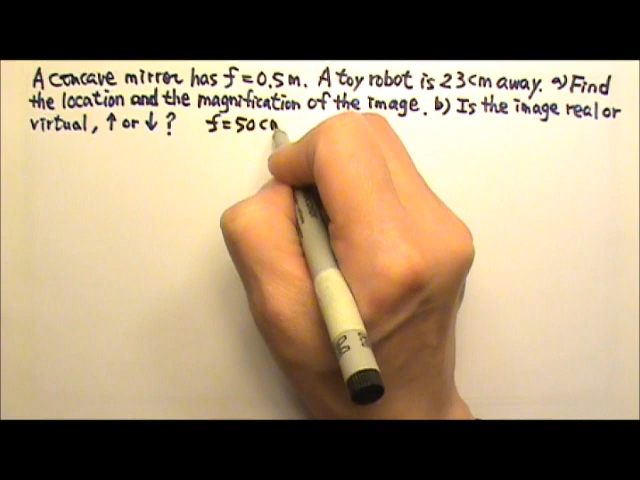 A concave mirror has f = 0.5 m. A toy robot is 23 cm away. a) Find
the location and the magnification of the image. b) Is the image real or
virtual, ↑ or ↓ ? f = 50 cm